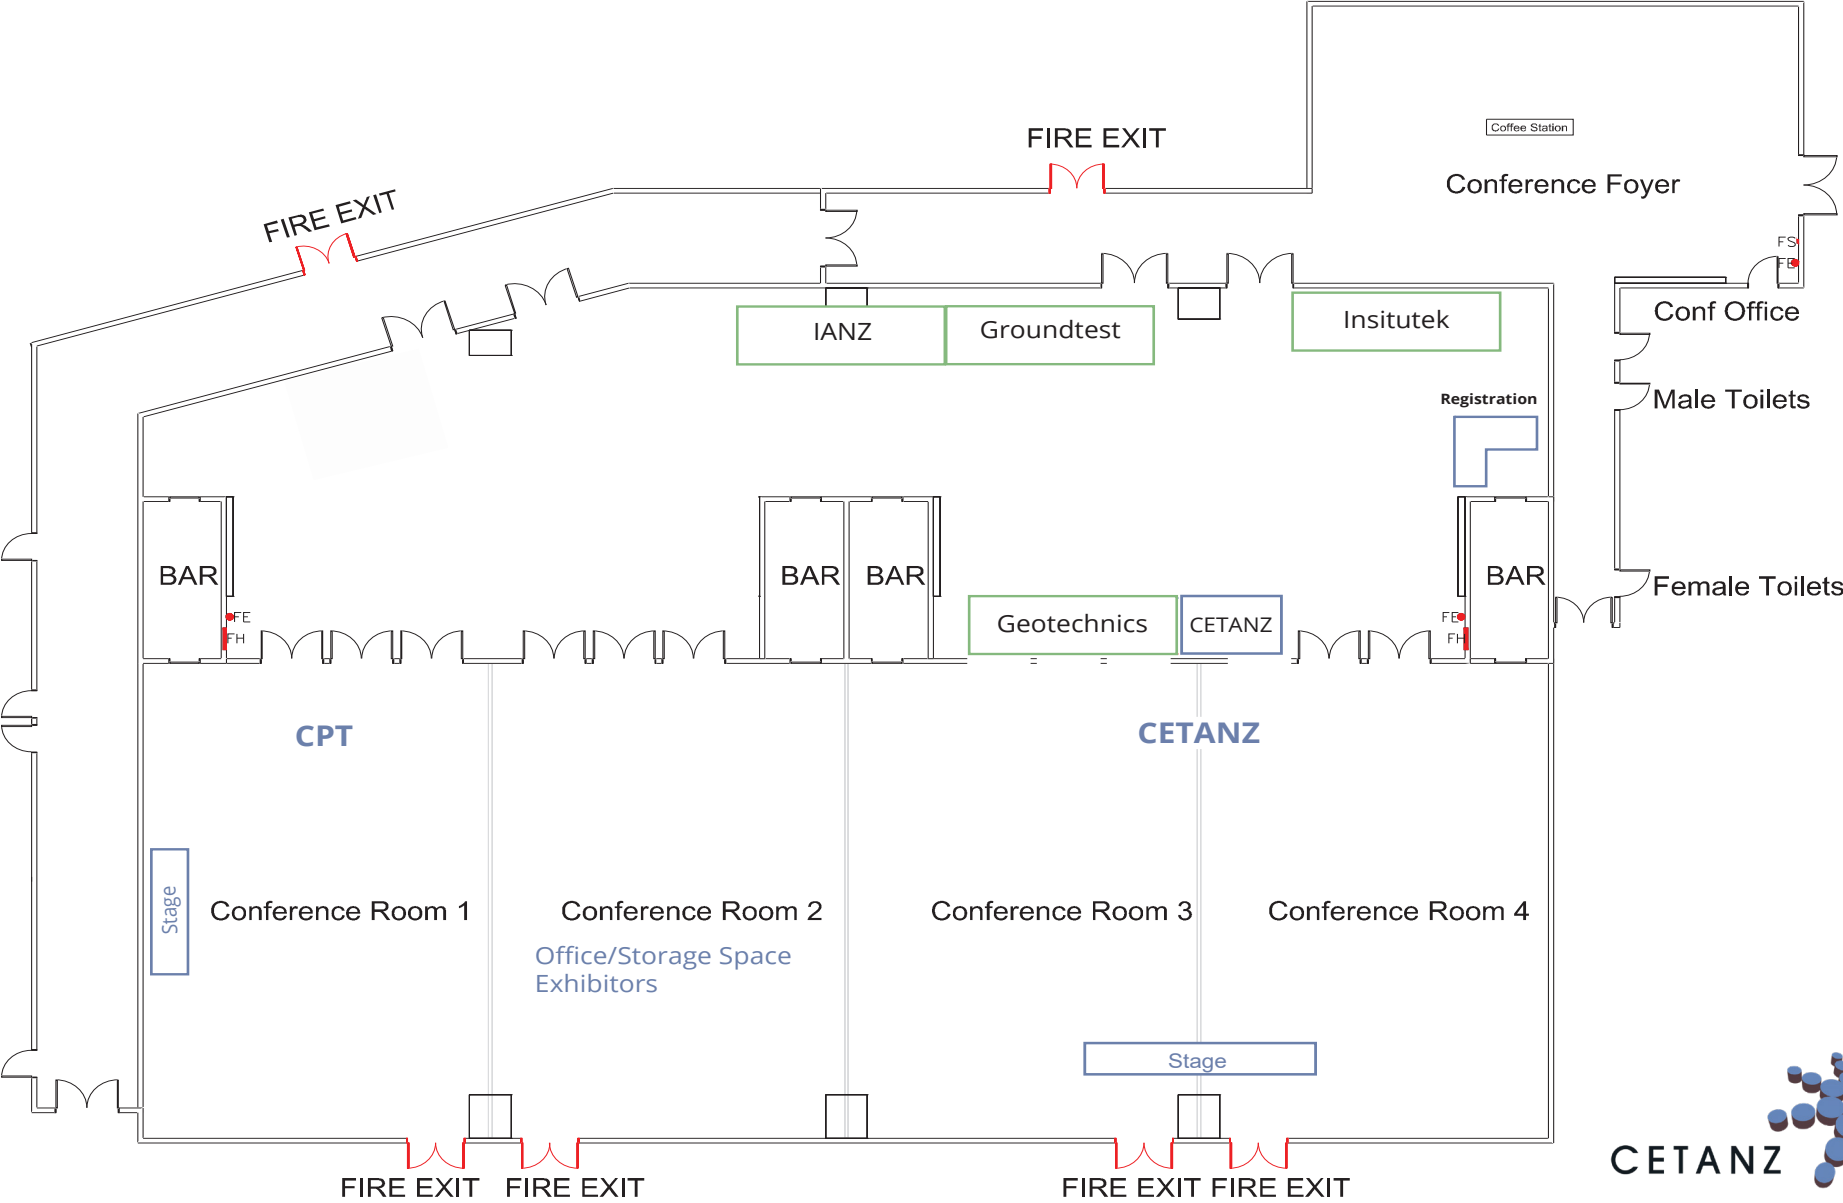 Coffee Station
FIRE EXIT
Conference Foyer
FIRE EXIT
FS
FE
Conf Office
IANZ
Groundtest
Insitutek
Registration
Male Toilets
BAR
BAR
BAR
BAR
Female Toilets
FE
FH
Geotechnics
CETANZ
FE
FH
CPT
CETANZ
Stage
Conference Room 1
Conference Room 2
Conference Room 3
Conference Room 4
Office/Storage Space
Exhibitors
Stage
CETANZ
FIRE EXIT
FIRE EXIT
FIRE EXIT
FIRE EXIT